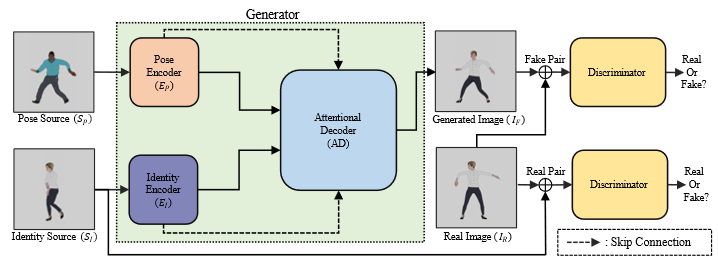 Generator
Pose
Encoder
(E_P)
Pose Source (S_P)
Identity
Encoder
(E_I)
Identity Source (S_I)
Attentional
Decoder
(AD)
Generated Image (I_F)
Fake Pair
Discriminator
Real
Or
Fake?
Real Image (I_R)
Real Pair
Discriminator
Real
Or
Fake?
: Skip Connection